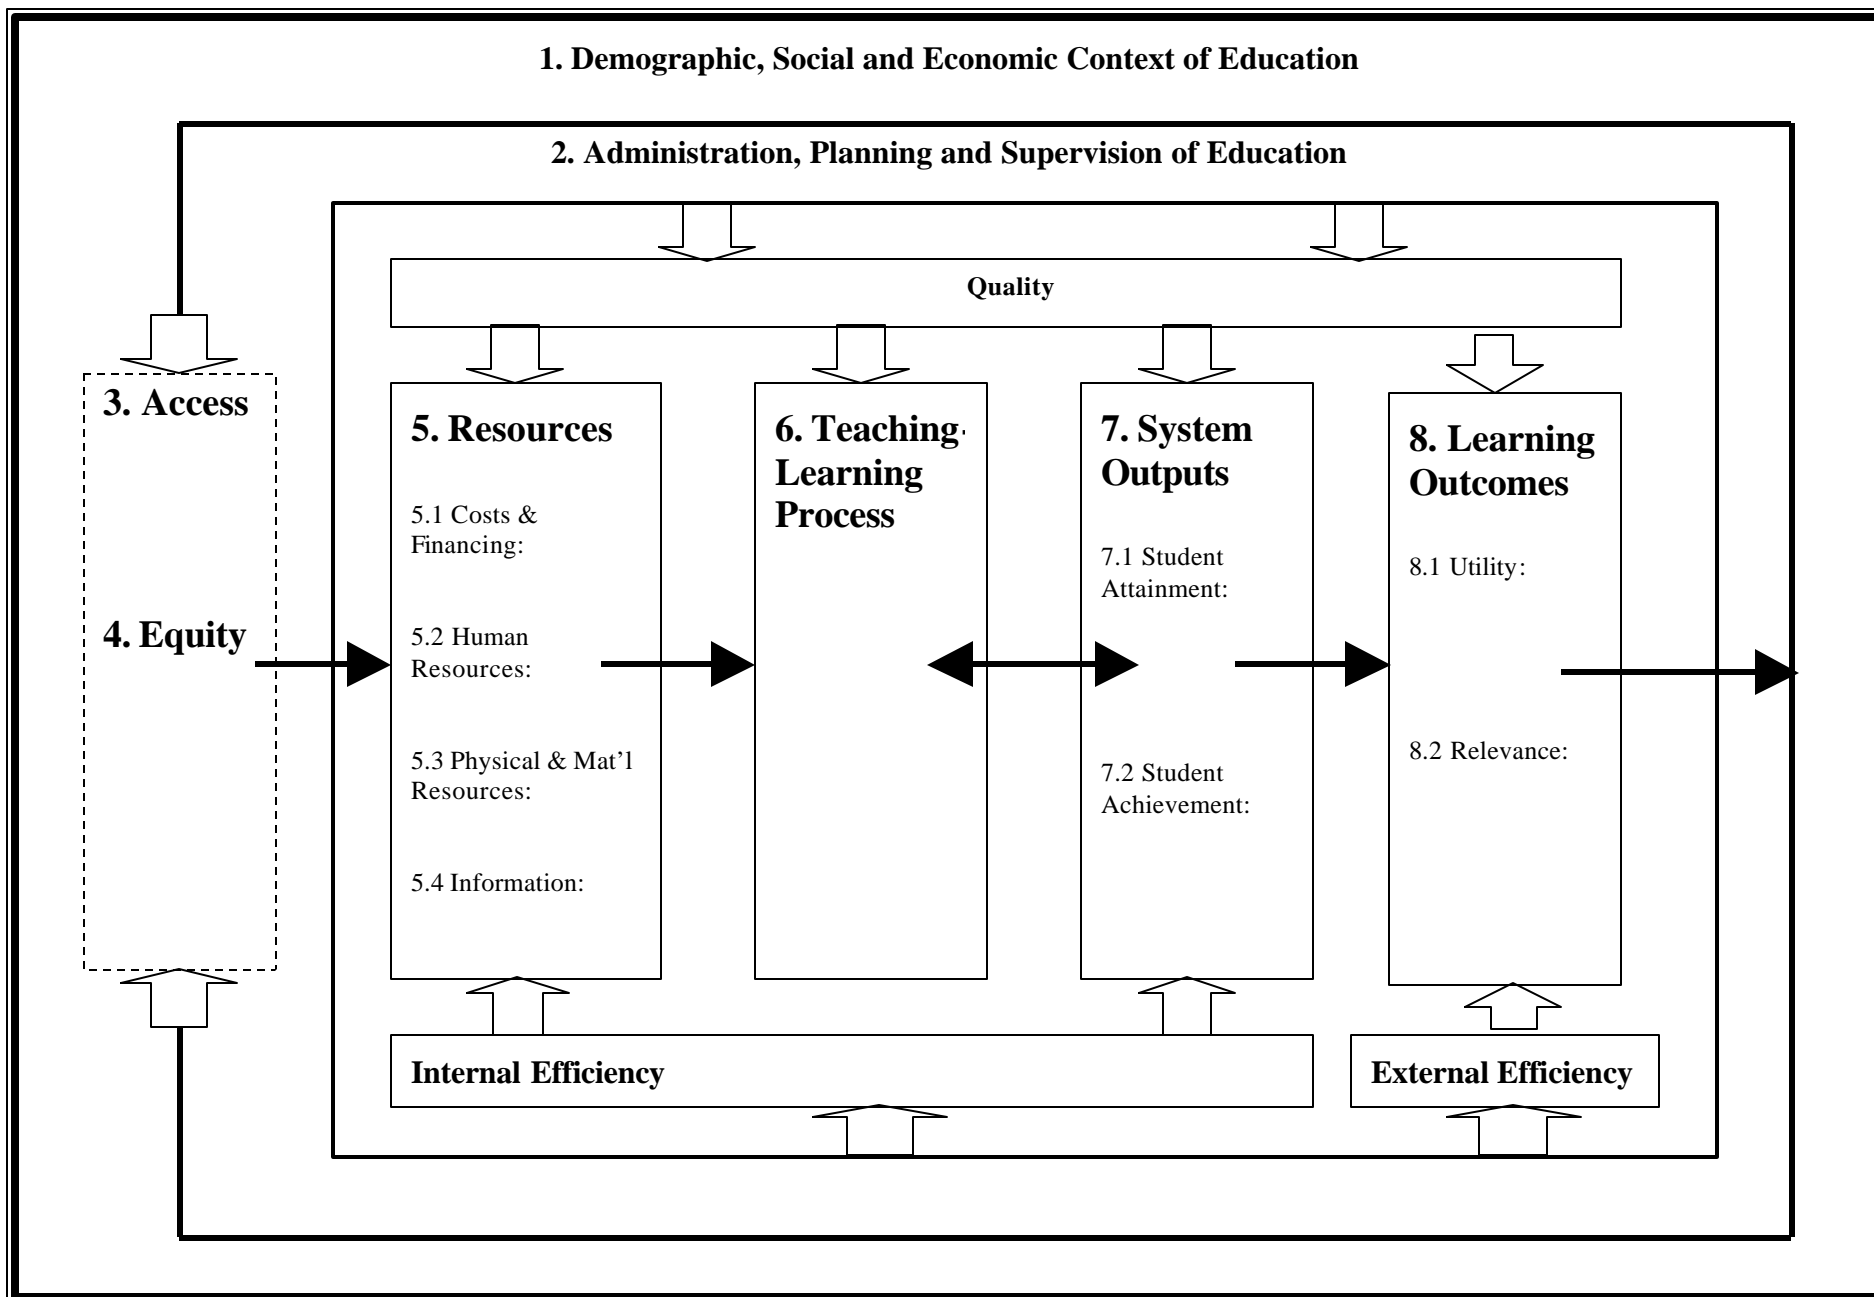 1. Demographic, Social and Economic Context of Education
2. Administration, Planning and Supervision of Education
Quality
3. Access
4. Equity
5. Resources
5.1 Costs &
Financing:
5.2 Human
Resources:
5.3 Physical & Mat’l
Resources:
5.4 Information:
6. Teaching-
Learning
Process
7. System
Outputs
7.1 Student
Attainment:
7.2 Student
Achievement:
8. Learning
Outcomes
8.1 Utility:
8.2 Relevance:
Internal Efficiency
External Efficiency